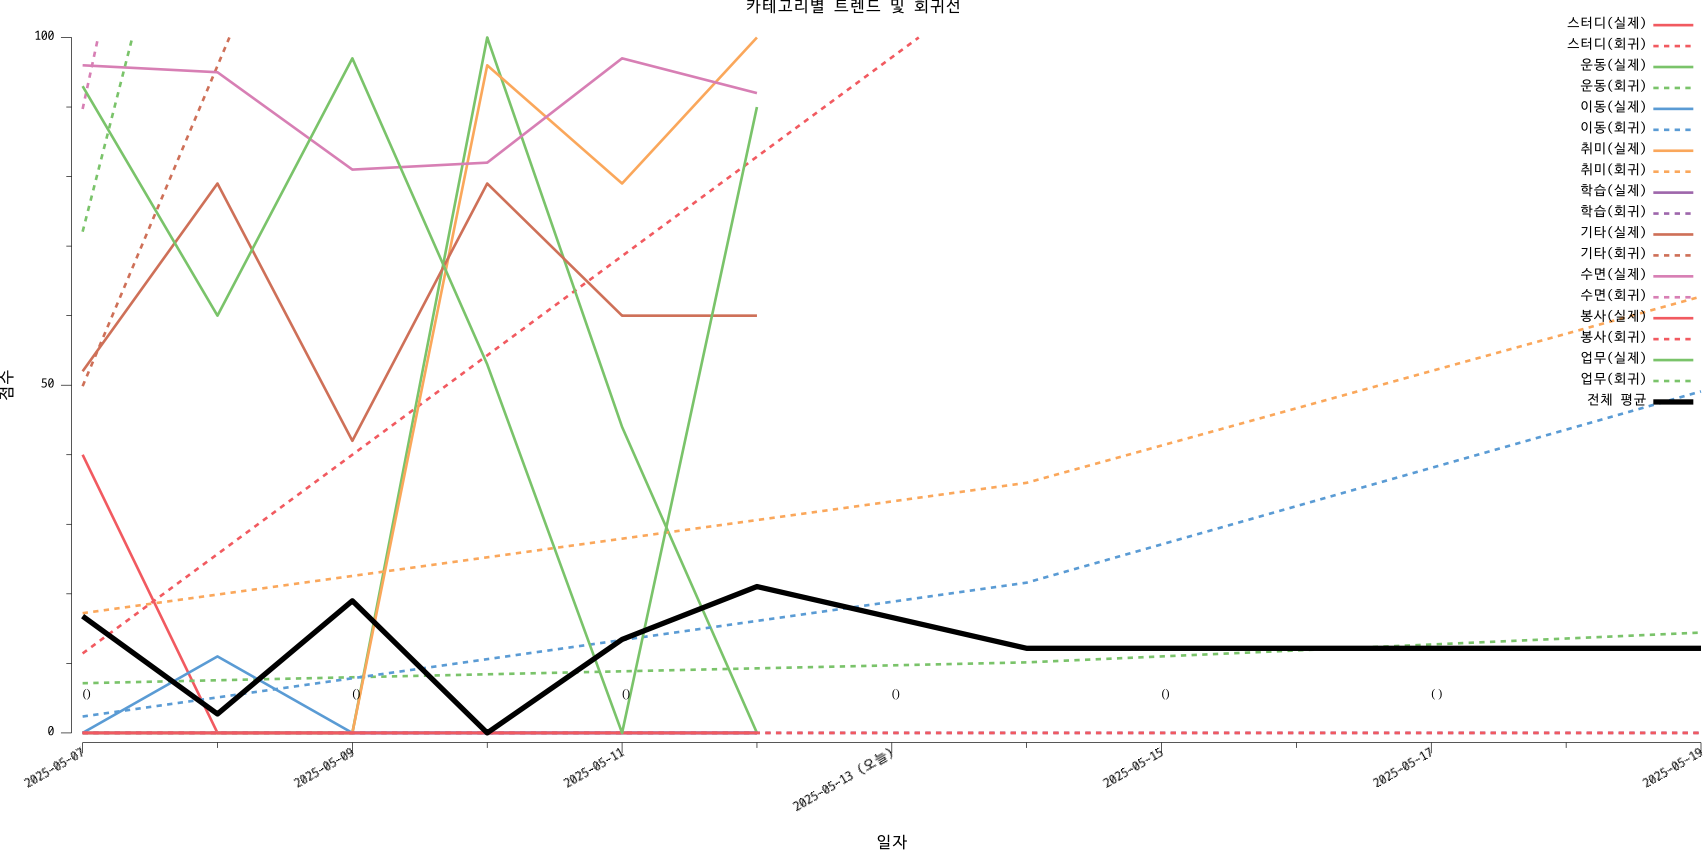 카테고리별 트렌드 및 회귀선
스터디(실제)
스터디(회귀)
운동(실제)
운동(회귀)
이동(실제)
이동(회귀)
취미(실제)
취미(회귀)
학습(실제)
학습(회귀)
기타(실제)
기타(회귀)
수면(실제)
수면(회귀)
봉사(실제)
봉사(회귀)
업무(실제)
업무(회귀)
전체 평균
100
50
0
점수
() () () () () ()
2025-05-07 2025-05-09 2025-05-11 2025-05-13 (오늘) 2025-05-15 2025-05-17 2025-05-19
일자